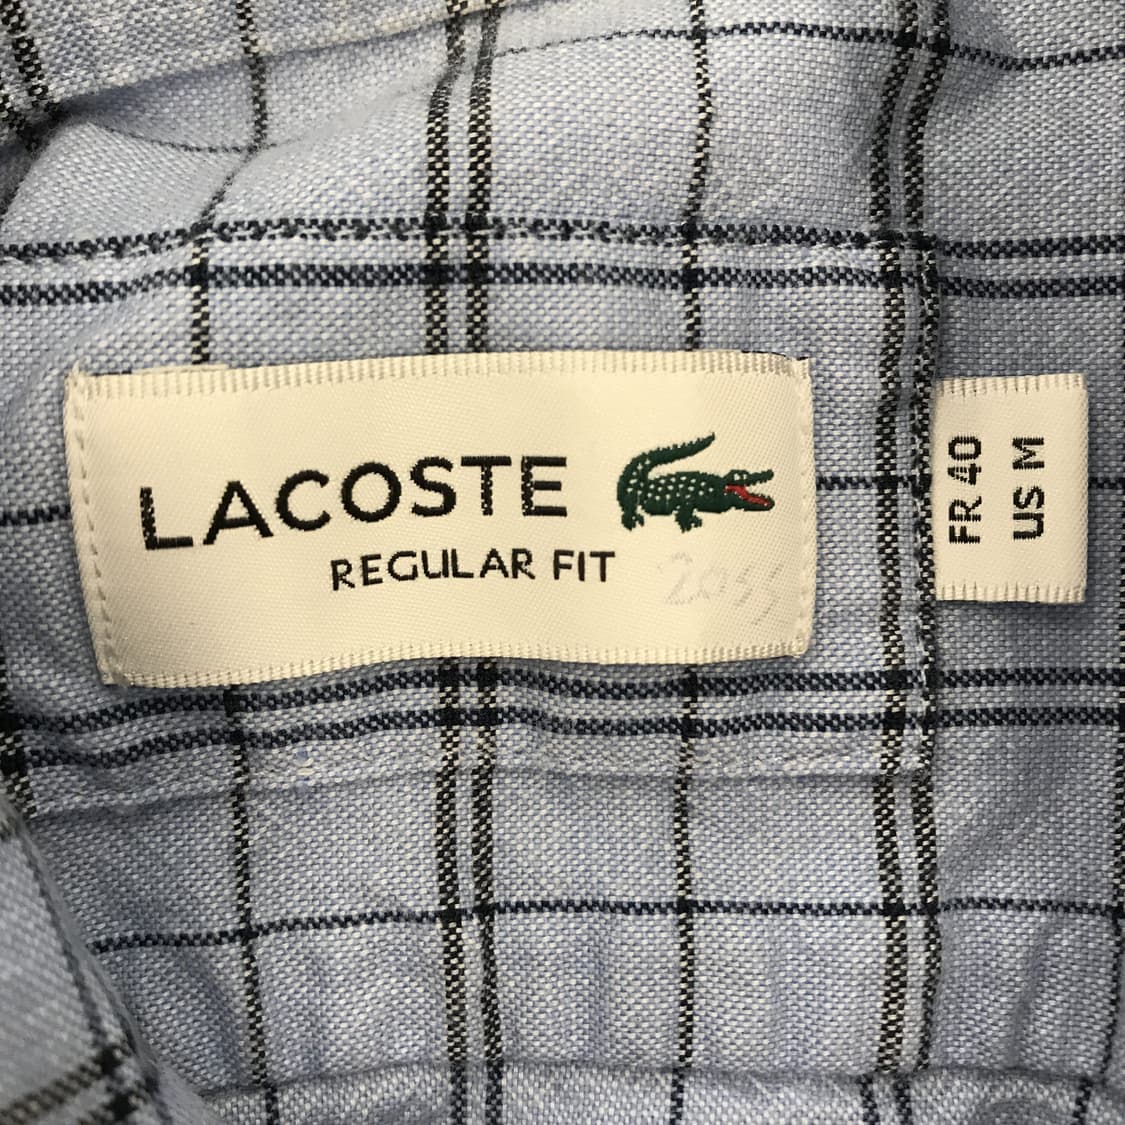 LACOSTE
REGULAR FIT
FR 40
US M